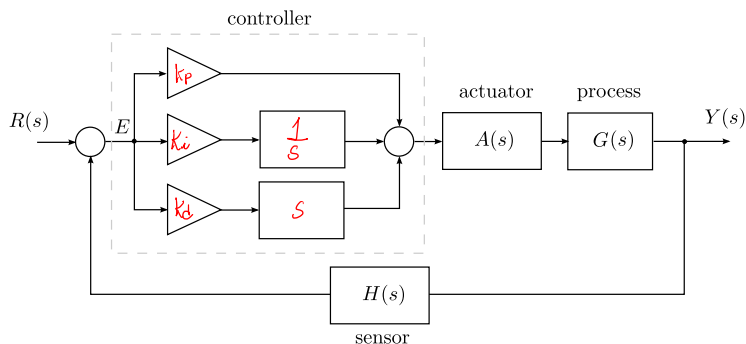 controller
kp
R(s)
E
Ki
1
s
actuator
A(s)
process
G(s)
Y(s)
Kd
s
H(s)
sensor